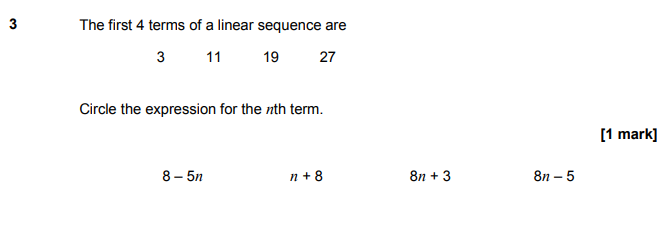 3 The first 4 terms of a linear sequence are
3 11 19 27
Circle the expression for the nth term.
[1 mark]
8 – 5n n + 8 8n + 3 8n – 5